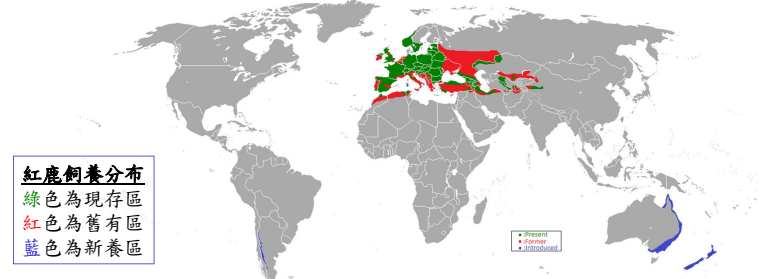 紅鹿飼養分布
綠色為現存區
紅色為舊有區
藍色為新養區
:Present
:Former
:Introduced